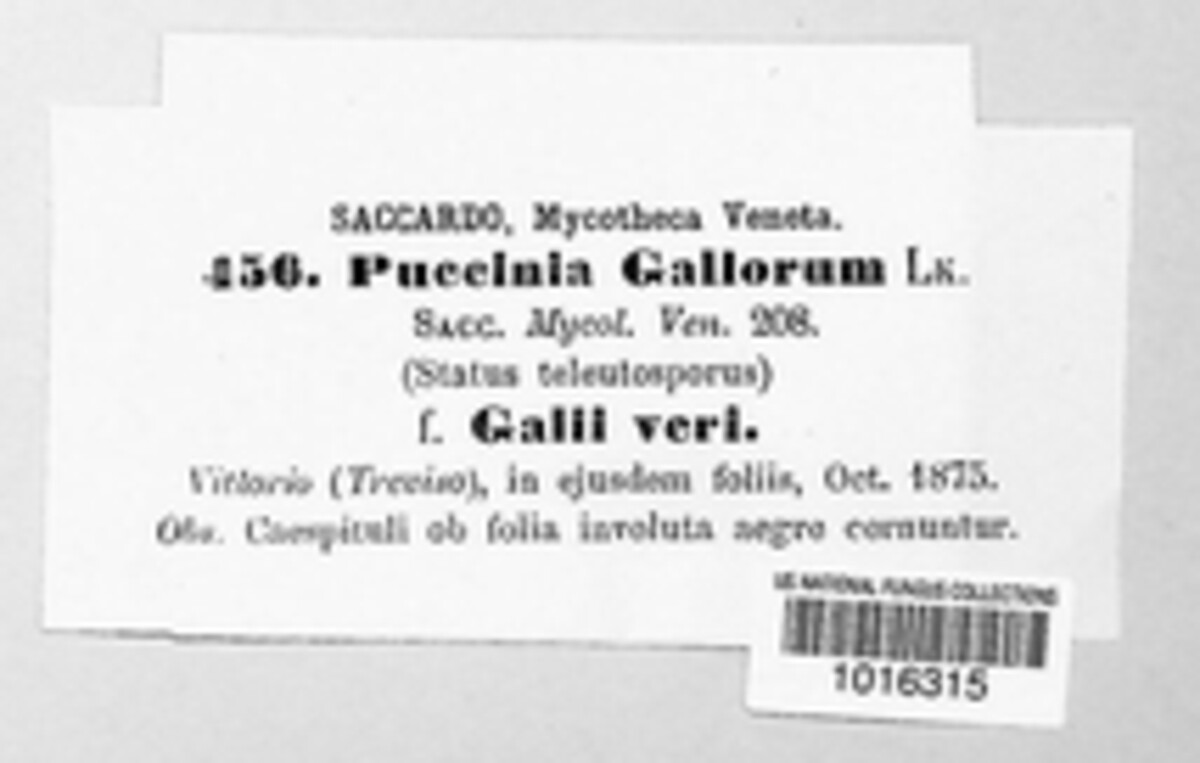 SACCARDO, Mycotheca Veneta.
456. Puccinia Galiorum Lk.
Sacc. Mycol. Ven. 208.
(Status teleutosporus)
f. Galii veri.
Vittorio (Treviso), in ejusdem foliis, Oct. 1875.
Obs. Caespituli ob folia involuta aegre cernuntur.
US NATIONAL FUNGUS COLLECTIONS
1016315